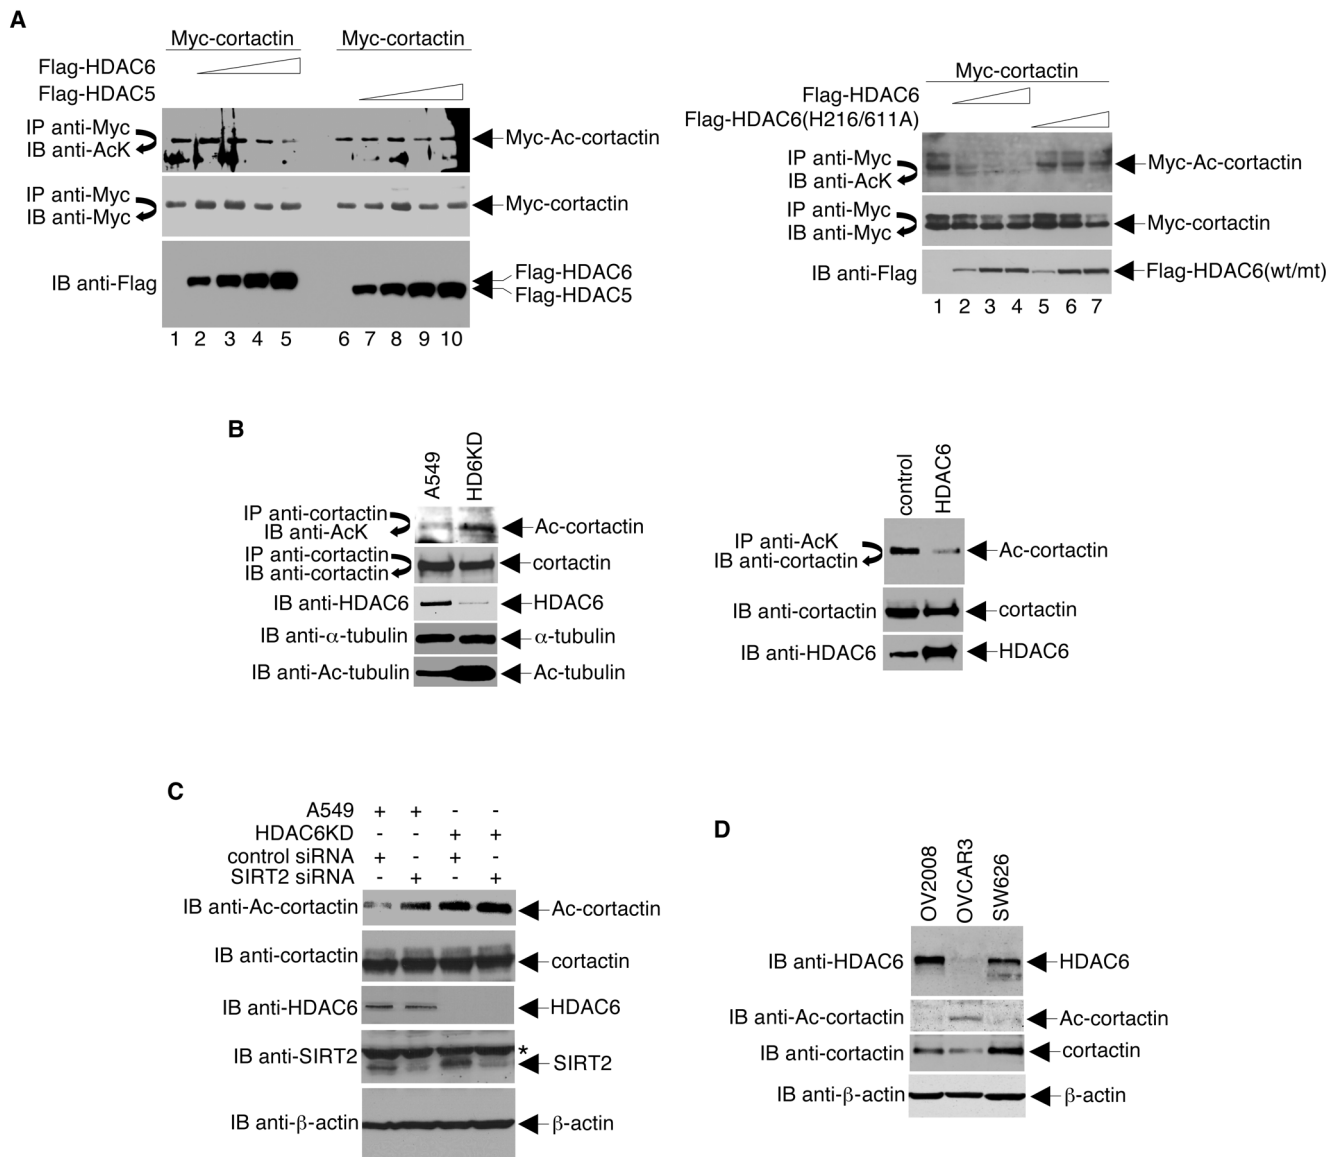 A
Myc-cortactin Myc-cortactin
Flag-HDAC6
Flag-HDAC5
IP anti-Myc
IB anti-AcK
Myc-Ac-cortactin
IP anti-Myc
IB anti-Myc
Myc-cortactin
IB anti-Flag
Flag-HDAC6
Flag-HDAC5
1 2 3 4 5 6 7 8 9 10
Myc-cortactin
Flag-HDAC6
Flag-HDAC6(H216/611A)
IP anti-Myc
IB anti-AcK
Myc-Ac-cortactin
IP anti-Myc
IB anti-Myc
Myc-cortactin
IB anti-Flag
Flag-HDAC6(wt/mt)
1 2 3 4 5 6 7
B
A549 HD6KD
IP anti-cortactin
IB anti-AcK
Ac-cortactin
IP anti-cortactin
IB anti-cortactin
cortactin
IB anti-HDAC6 HDAC6
IB anti-α-tubulin α-tubulin
IB anti-Ac-tubulin Ac-tubulin
control HDAC6
IP anti-AcK
IB anti-cortactin
Ac-cortactin
IB anti-cortactin cortactin
IB anti-HDAC6 HDAC6
C
A549 + + - -
HDAC6KD - - + +
control siRNA + - + -
SIRT2 siRNA - + - +
IB anti-Ac-cortactin Ac-cortactin
IB anti-cortactin cortactin
IB anti-HDAC6 HDAC6
IB anti-SIRT2 * SIRT2
IB anti-β-actin β-actin
D
OV2008 OVCAR3 SW626
IB anti-HDAC6 HDAC6
IB anti-Ac-cortactin Ac-cortactin
IB anti-cortactin cortactin
IB anti-β-actin β-actin